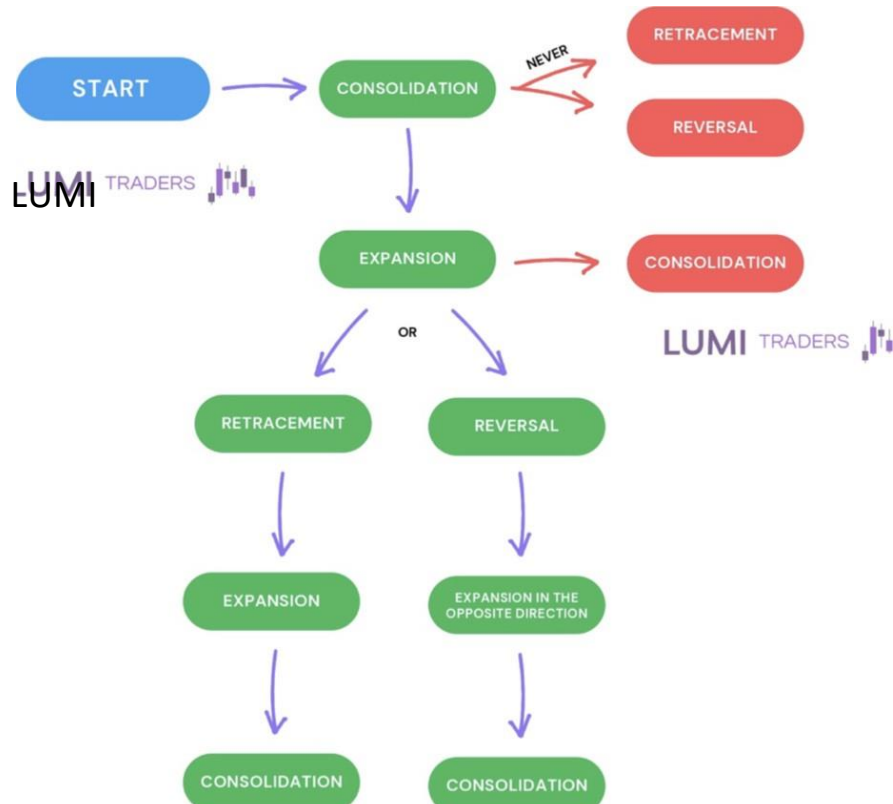 RETRACEMENT
NEVER
START
CONSOLIDATION
REVERSAL
LUMI TRADERS
LUMI
EXPANSION
CONSOLIDATION
OR
LUMI TRADERS
RETRACEMENT
REVERSAL
EXPANSION
EXPANSION IN THE
OPPOSITE DIRECTION
CONSOLIDATION
CONSOLIDATION